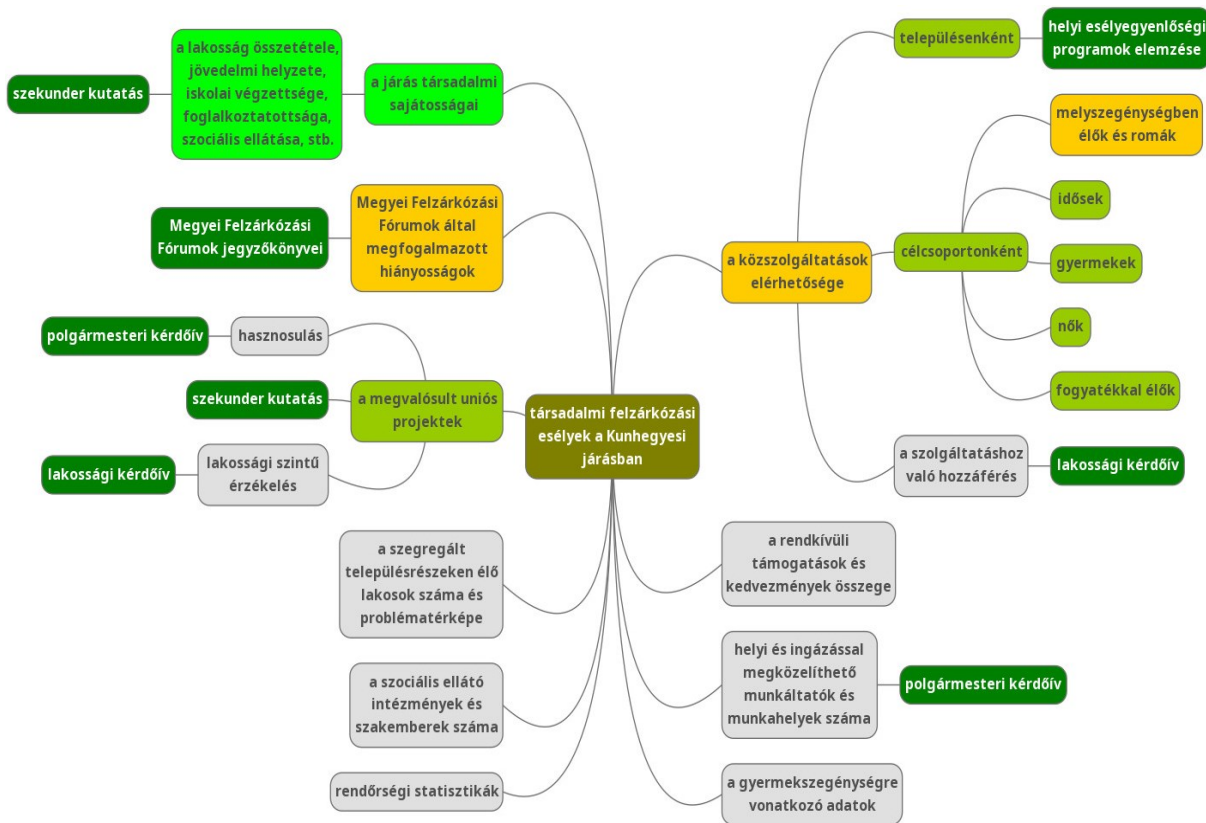 társadalmi felzárkózási
esélyek a Kunhegyesi
járásban
a járás társadalmi
sajátosságai
a lakosság összetétele,
jövedelmi helyzete,
iskolai végzettsége,
foglalkoztatottsága,
szociális ellátása, stb.
szekunder kutatás
Megyei Felzárkózási
Fórumok által
megfogalmazott
hiányosságok
Megyei Felzárkózási
Fórumok jegyzőkönyvei
a megvalósult uniós
projektek
hasznosulás
polgármesteri kérdőív
szekunder kutatás
lakossági szintű
érzékelés
lakossági kérdőív
a szegregált
településrészeken élő
lakosok száma és
problématérképe
a szociális ellátó
intézmények és
szakemberek száma
rendőrségi statisztikák
a közszolgáltatások
elérhetősége
településenként
helyi esélyegyenlőségi
programok elemzése
célcsoportonként
melyszegénységben
élők és romák
idősek
gyermekek
nők
fogyatékkal élők
a szolgáltatáshoz
való hozzáférés
lakossági kérdőív
a rendkívüli
támogatások és
kedvezmények összege
helyi és ingázással
megközelíthető
munkáltatók és
munkahelyek száma
polgármesteri kérdőív
a gyermekszegénységre
vonatkozó adatok